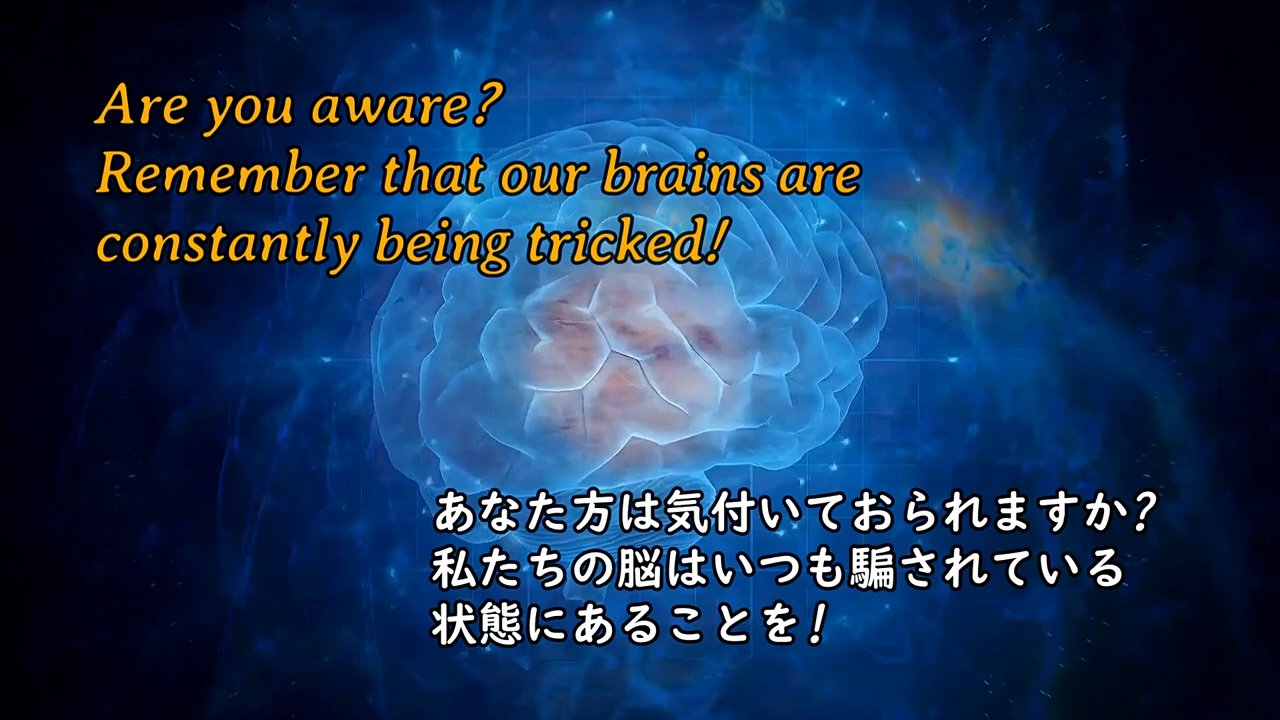 Are you aware?
Remember that our brains are
constantly being tricked!
あなた方は気付いておられますか?
私たちの脳はいつも騙されている
状態にあることを!